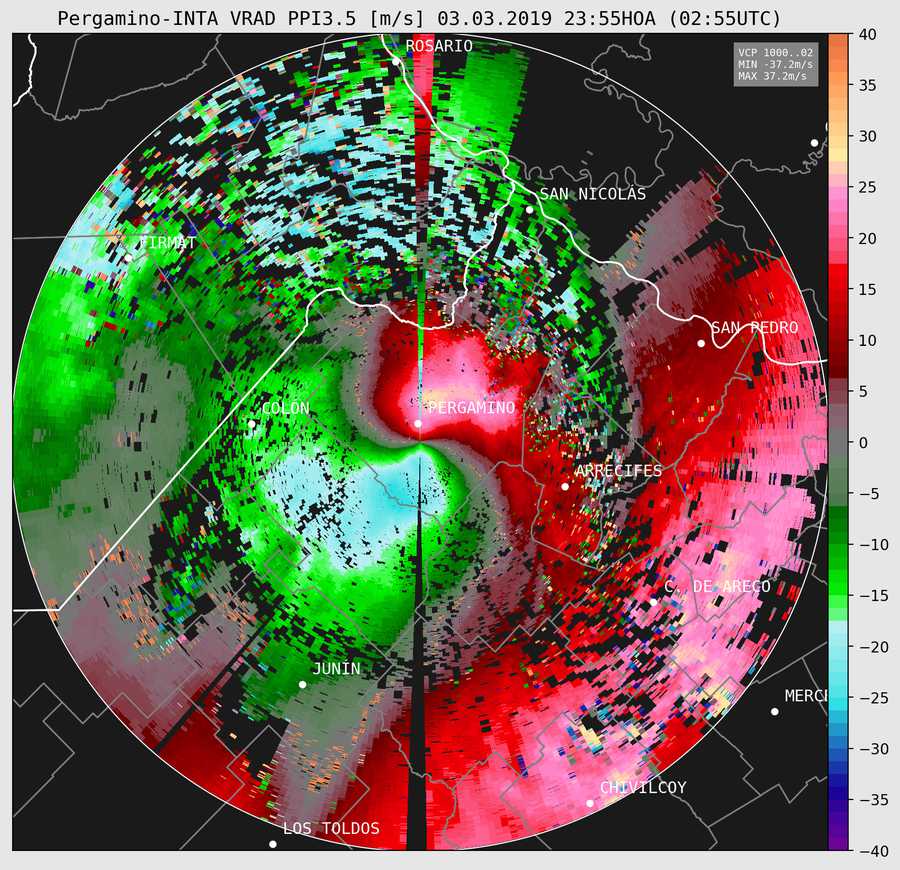 Pergamino-INTA VRAD PPI3.5 [m/s] 03.03.2019 23:55HOA (02:55UTC)
VCP 1000..02
MIN -37.2m/s
MAX 37.2m/s
ROSARIO
SAN NICOLÁS
FIRMAT
SAN PEDRO
COLON
PERGAMINO
ARRECIFES
C. DE ARECO
JUNÍN
MERC
CHIVILCOY
LOS TOLDOS
40
35
30
25
20
15
10
5
0
−5
−10
−15
−20
−25
−30
−35
−40